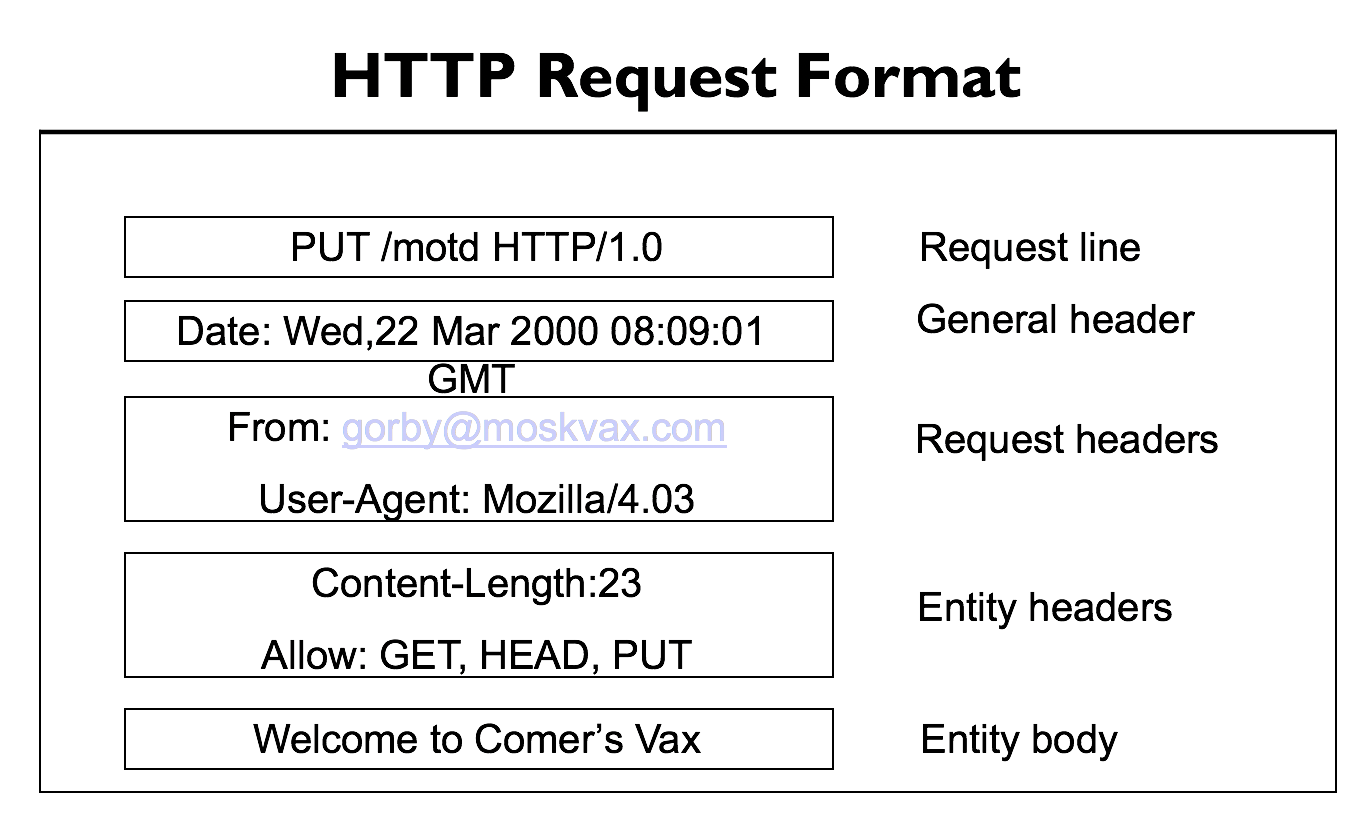 HTTP Request Format
PUT /motd HTTP/1.0
Request line
Date: Wed,22 Mar 2000 08:09:01
GMT
General header
From: gorby@moskvax.com
User-Agent: Mozilla/4.03
Request headers
Content-Length:23
Allow: GET, HEAD, PUT
Entity headers
Welcome to Comer’s Vax
Entity body